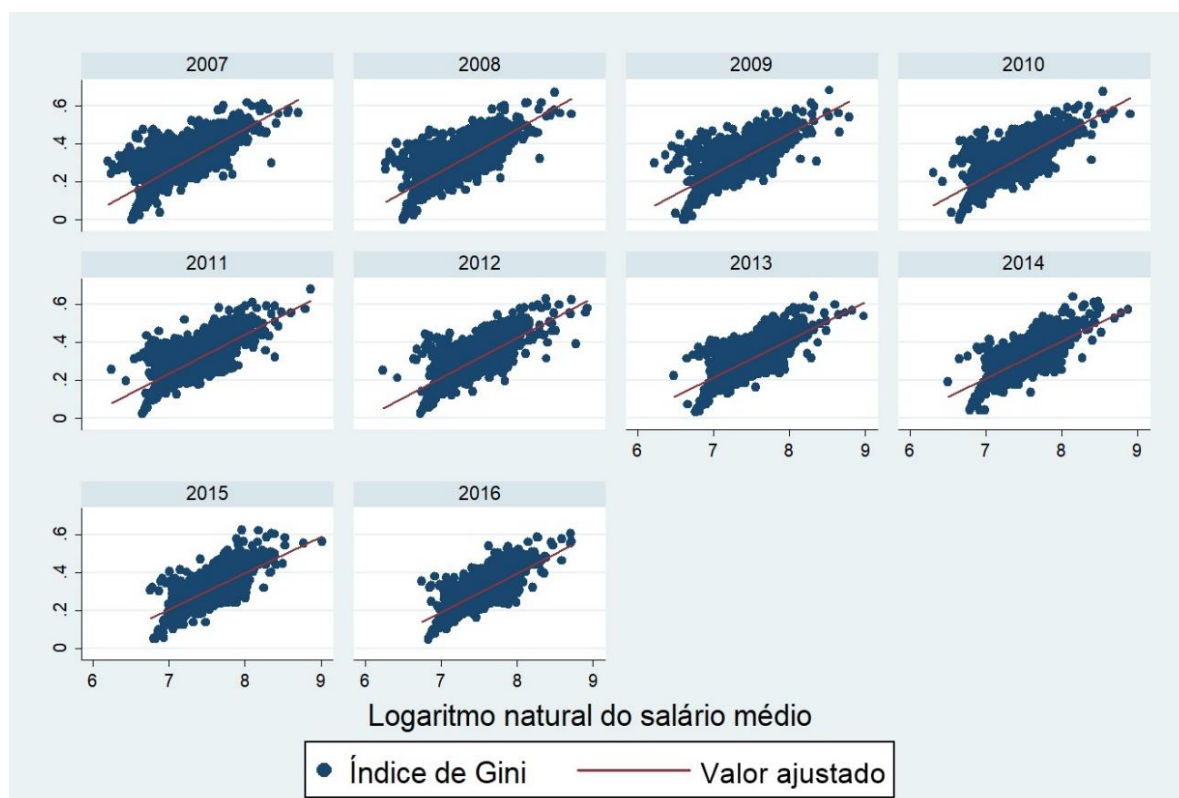 2007 2008 2009 2010
.6
.4
.2
0
2011 2012 2013 2014
.6
.4
.2
0
6 7 8 9 6 7 8 9
2015 2016
.6
.4
.2
0
6 7 8 9 6 7 8 9
Logaritmo natural do salário médio
Índice de Gini Valor ajustado